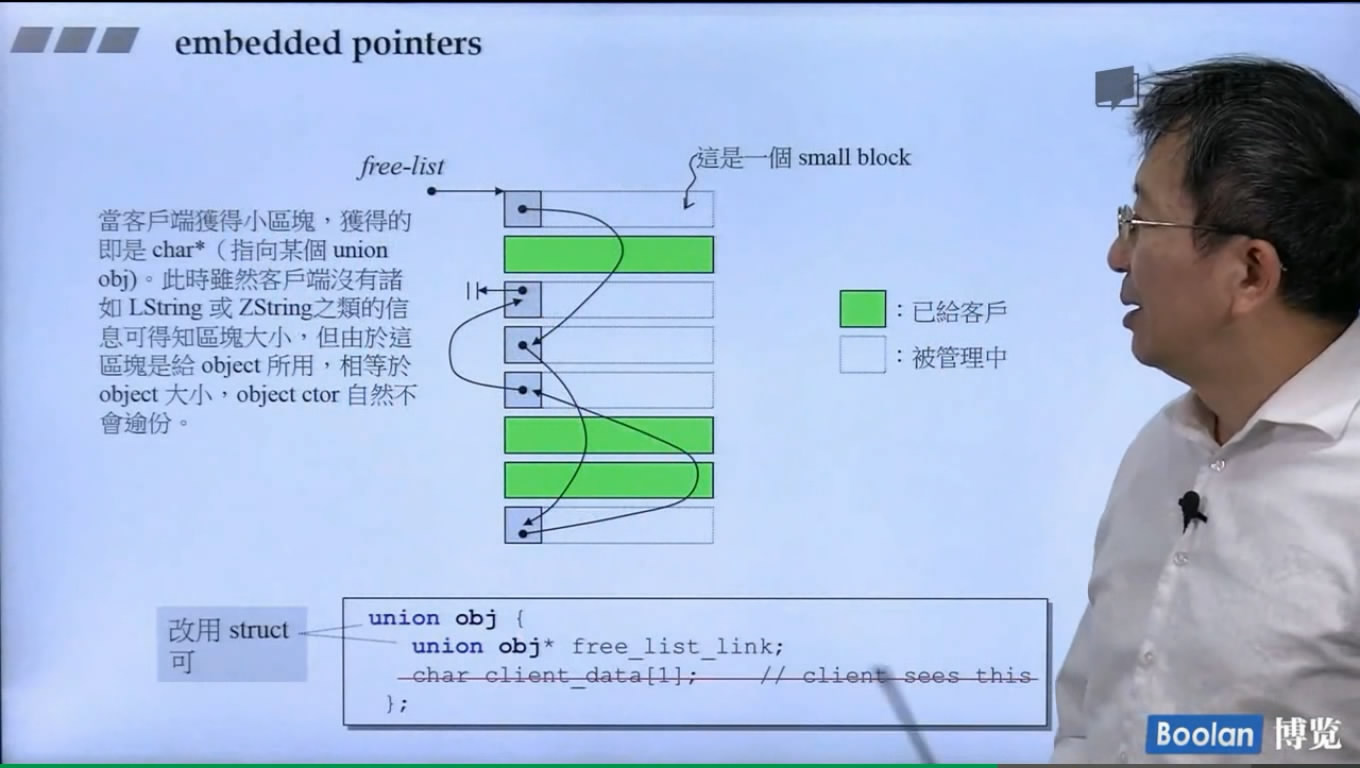 embedded pointers
free-list
這是一個 small block
當客戶端獲得小區塊，獲得的
即是 char*（指向某個 union
obj)。此時雖然客戶端沒有諸
如 LString 或 ZString之類的信
息可得知區塊大小，但由於這
區塊是給 object 所用，相等於
object 大小，object ctor 自然不
會逾份。
：已給客戶
：被管理中
改用 struct
可
union obj {
union obj* free_list_link;
char client_data[1]; // client sees this
};
Boolan 博览